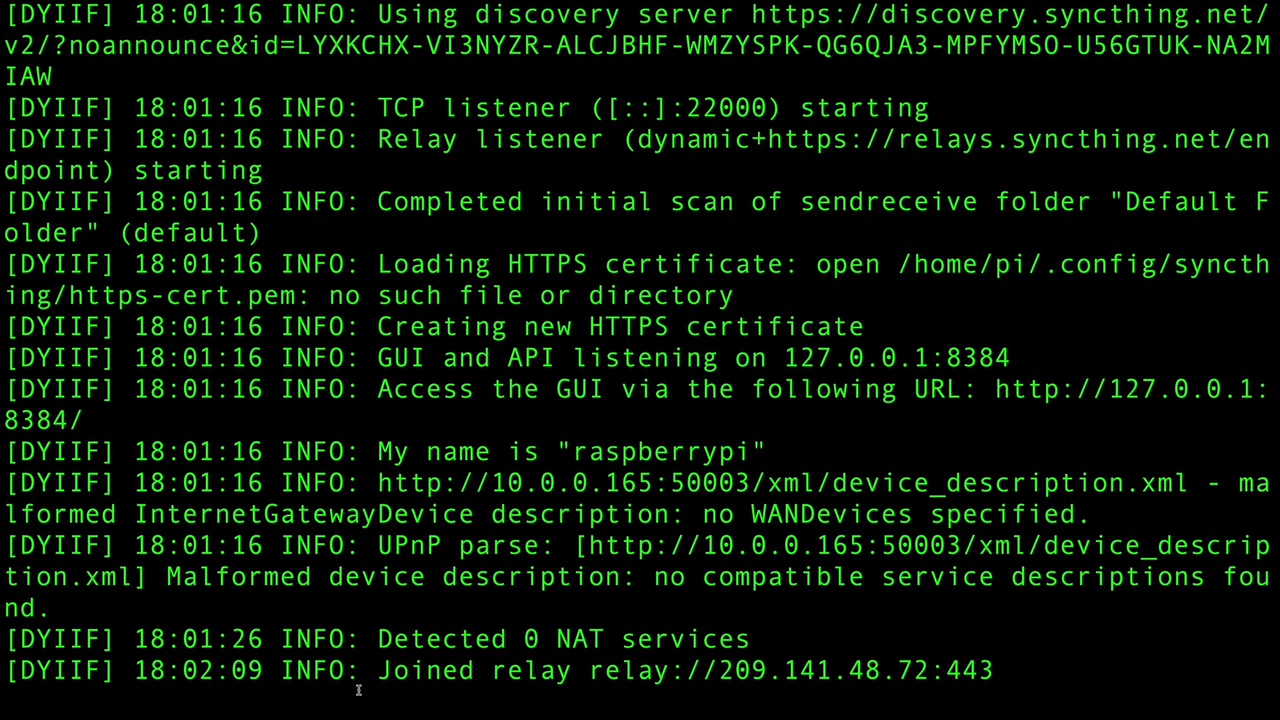 [DYIIF] 18:01:16 INFO: Using discovery server https://discovery.syncthing.net/
v2/?noannounce&id=LYXKCHX-VI3NYZR-ALCJBHF-WMZYSPK-QG6QJA3-MPFYMSO-U56GTUK-NA2M
IAW
[DYIIF] 18:01:16 INFO: TCP listener ([::]:22000) starting
[DYIIF] 18:01:16 INFO: Relay listener (dynamic+https://relays.syncthing.net/en
dpoint) starting
[DYIIF] 18:01:16 INFO: Completed initial scan of sendreceive folder "Default F
older" (default)
[DYIIF] 18:01:16 INFO: Loading HTTPS certificate: open /home/pi/.config/syncth
ing/https-cert.pem: no such file or directory
[DYIIF] 18:01:16 INFO: Creating new HTTPS certificate
[DYIIF] 18:01:16 INFO: GUI and API listening on 127.0.0.1:8384
[DYIIF] 18:01:16 INFO: Access the GUI via the following URL: http://127.0.0.1:
8384/
[DYIIF] 18:01:16 INFO: My name is "raspberrypi"
[DYIIF] 18:01:16 INFO: http://10.0.0.165:50003/xml/device_description.xml - ma
lformed InternetGatewayDevice description: no WANDevices specified.
[DYIIF] 18:01:16 INFO: UPnP parse: [http://10.0.0.165:50003/xml/device_descrip
tion.xml] Malformed device description: no compatible service descriptions fou
nd.
[DYIIF] 18:01:26 INFO: Detected 0 NAT services
[DYIIF] 18:02:09 INFO: Joined relay relay://209.141.48.72:443